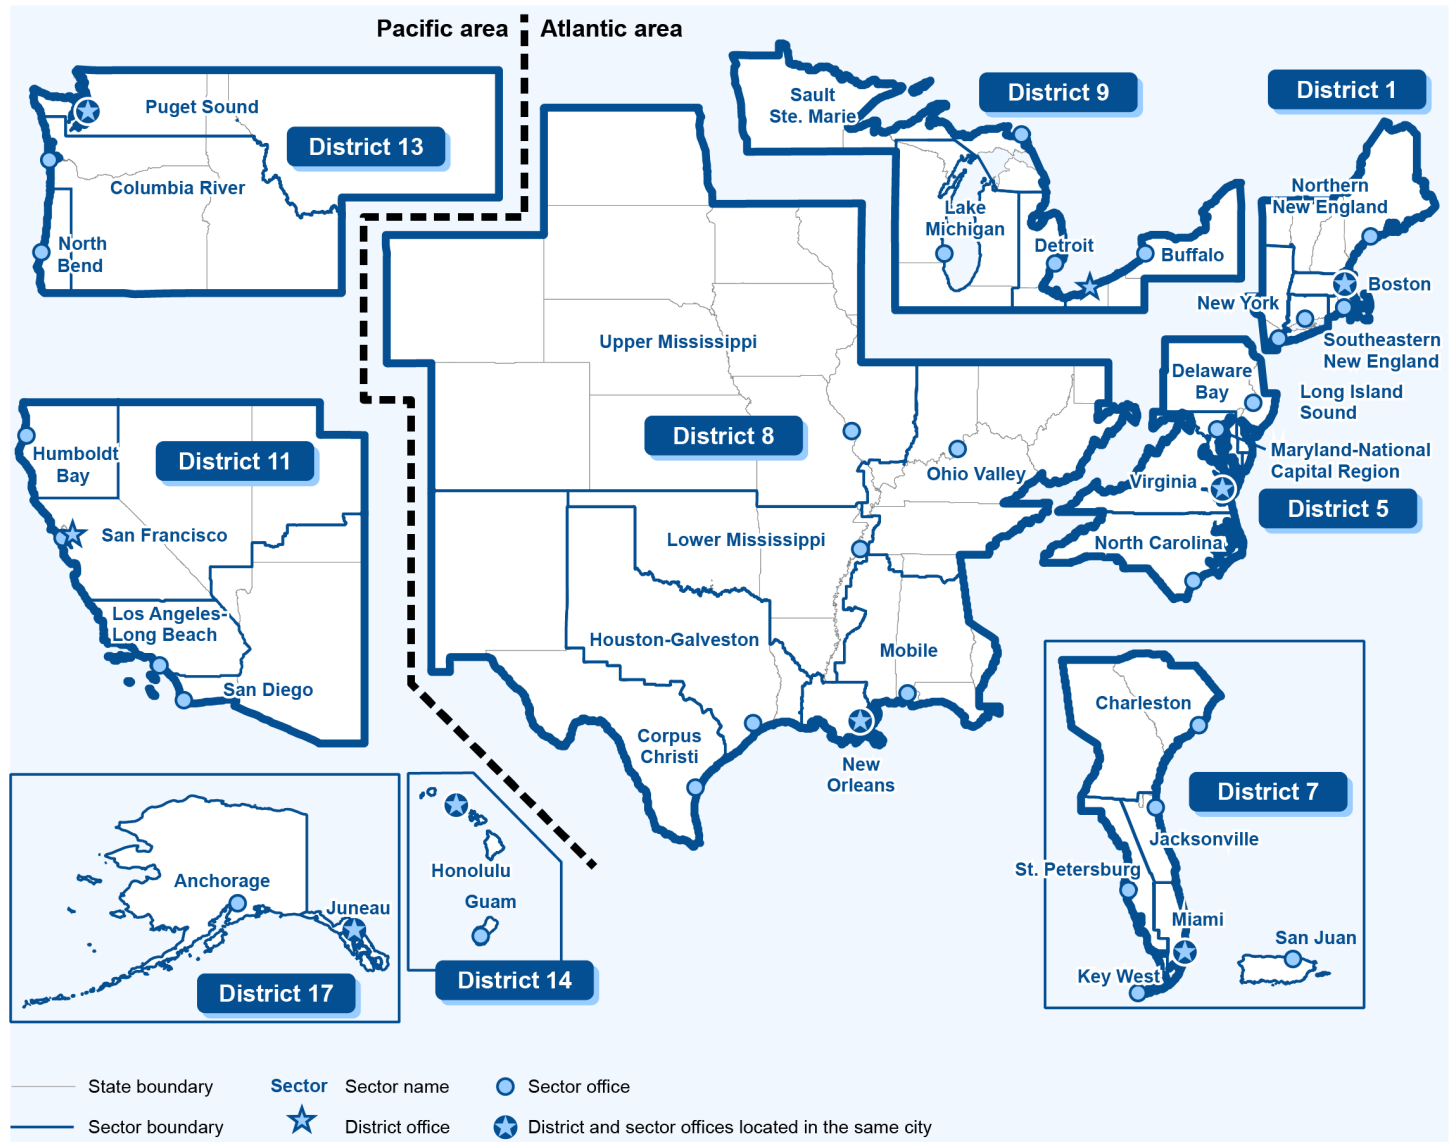 Pacific area
Atlantic area
Puget Sound
District 13
Columbia River
North
Bend
Sault
Ste. Marie
District 9
Lake
Michigan
Detroit
Buffalo
District 1
Northern
New England
Boston
New York
Southeastern
New England
Long Island
Sound
Delaware
Bay
Maryland-National
Capital Region
Virginia
District 5
North Carolina
Upper Mississippi
District 8
Ohio Valley
Lower Mississippi
Houston-Galveston
Mobile
Corpus
Christi
New
Orleans
Humboldt
Bay
District 11
San Francisco
Los Angeles-
Long Beach
San Diego
Charleston
District 7
Jacksonville
St. Petersburg
Miami
Key West
San Juan
Anchorage
Juneau
District 17
Honolulu
Guam
District 14
State boundary
Sector Sector name
Sector office
Sector boundary
District office
District and sector offices located in the same city